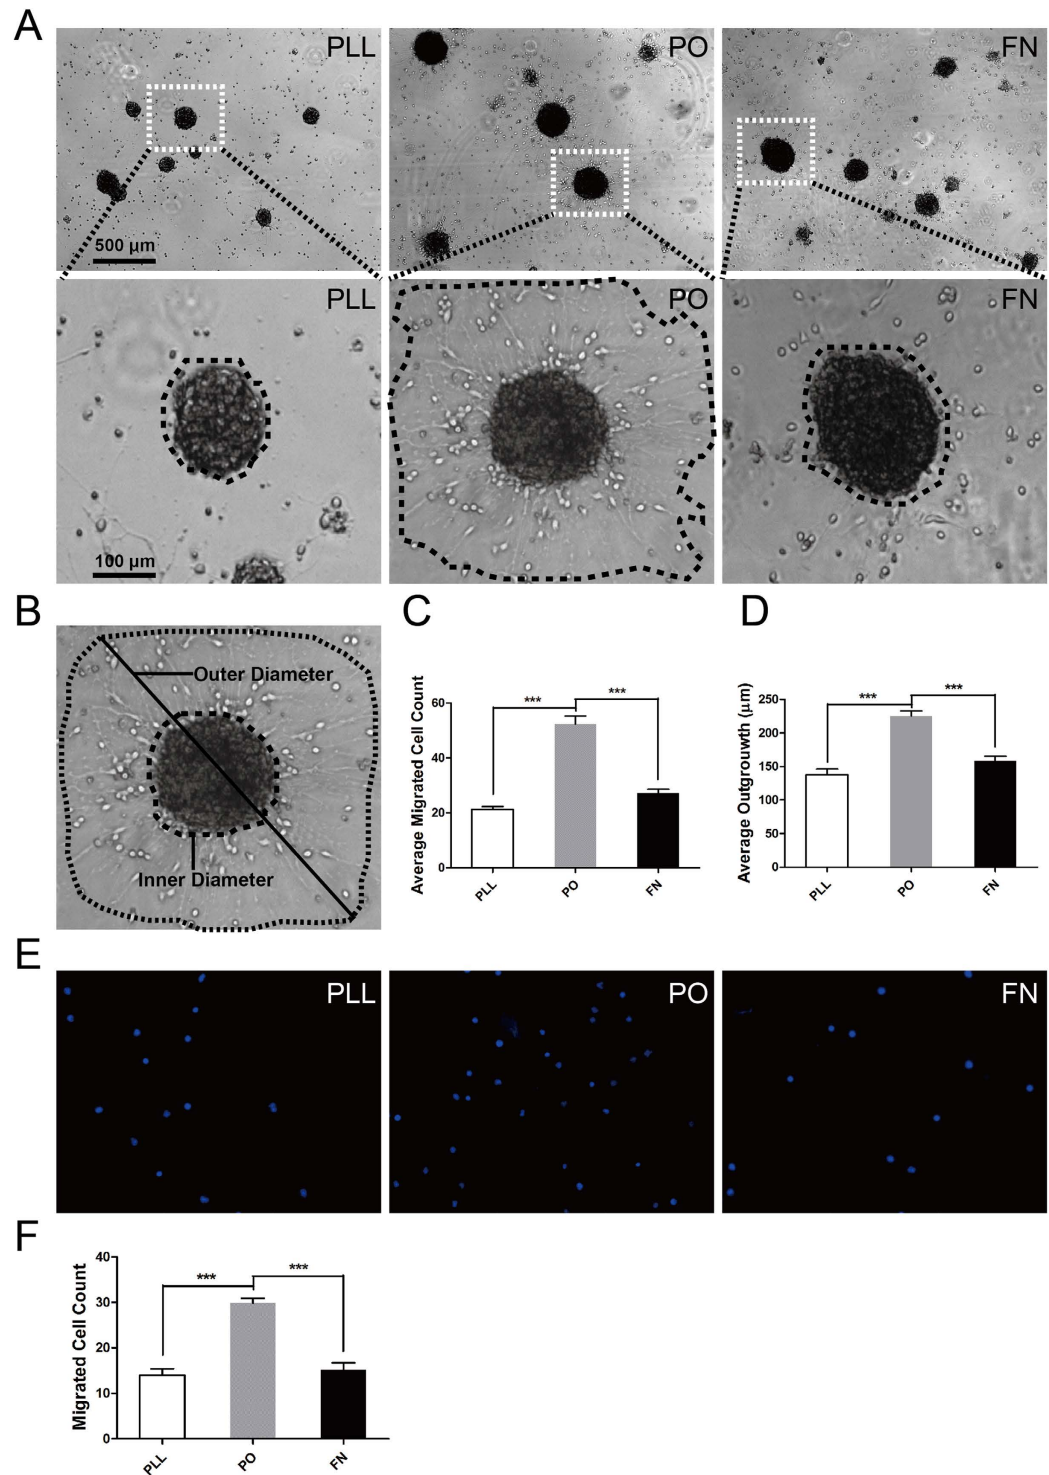 A
PLL
PO
FN
500 µm
PLL
PO
FN
100 µm
B
Outer Diameter
Inner Diameter
C
Average Migrated Cell Count
60
40
20
0
***
***
PLL
PO
FN
D
Average Outgrouwth (µm)
250
200
150
100
50
0
***
***
PLL
PO
FN
E
PLL
PO
FN
F
Migrated Cell Count
40
30
20
10
0
***
***
PLL
PO
FN